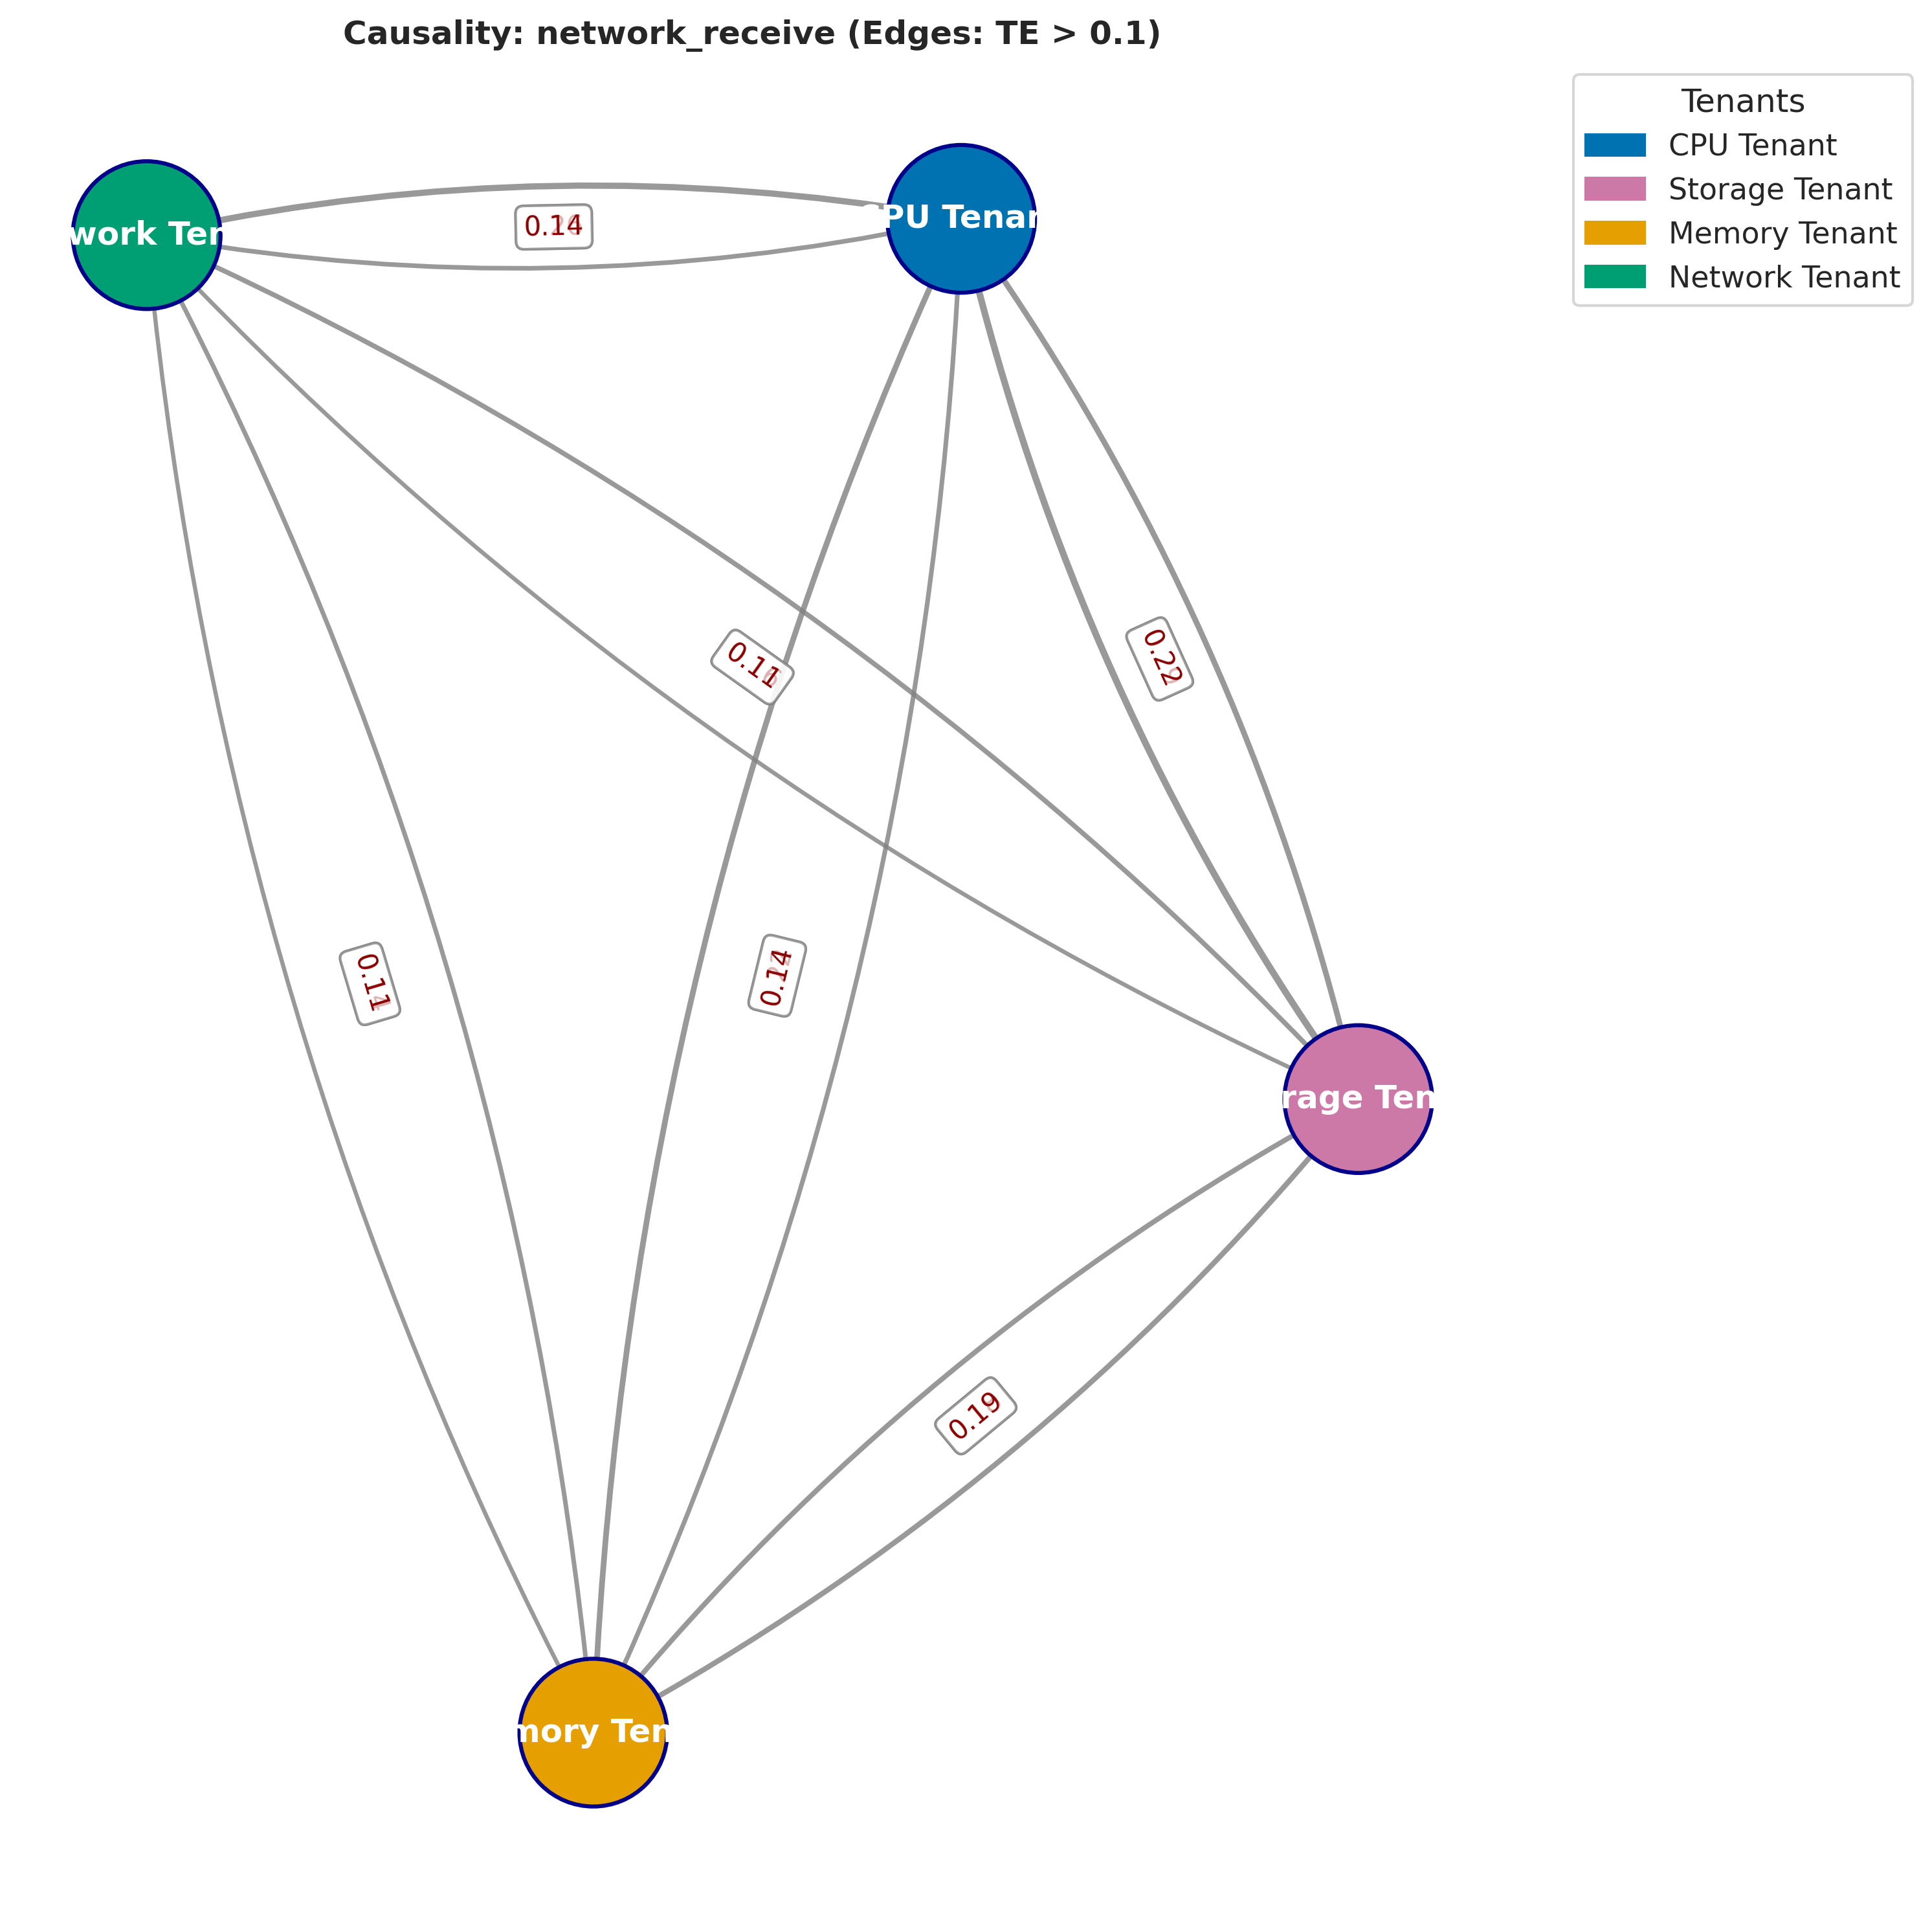 Causality: network_receive (Edges: TE > 0.1)
Tenants
CPU Tenant
Storage Tenant
Memory Tenant
Network Tenant
work Ten
PU Tenan
0.14
0.11
0.22
0.11
0.14
rage Ten
0.19
mory Ten